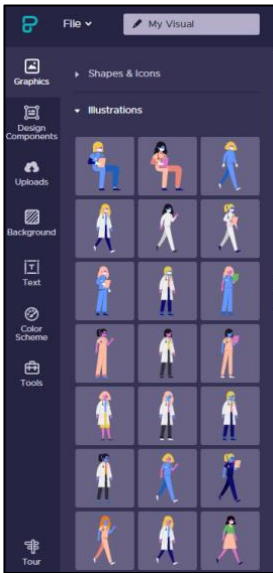 File
My Visual
Graphics
Shapes & Icons
Illustrations
Design
Components
Uploads
Background
Text
Color
Scheme
Tools
Tour